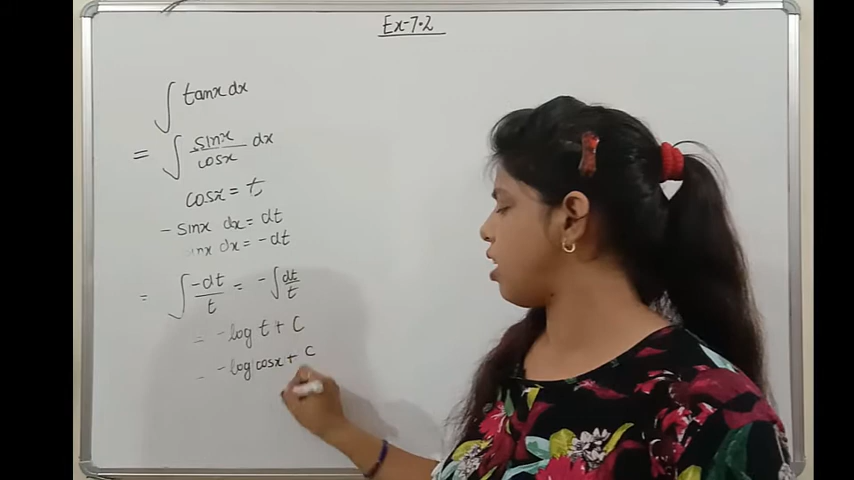 Ex-7.2
∫ tanx dx
= ∫ sinx/cosx dx
cosx = t
-sinx dx = dt
sinx dx = -dt
= ∫ -dt/t = -∫ dt/t
= -log t + C
= -log cosx + C